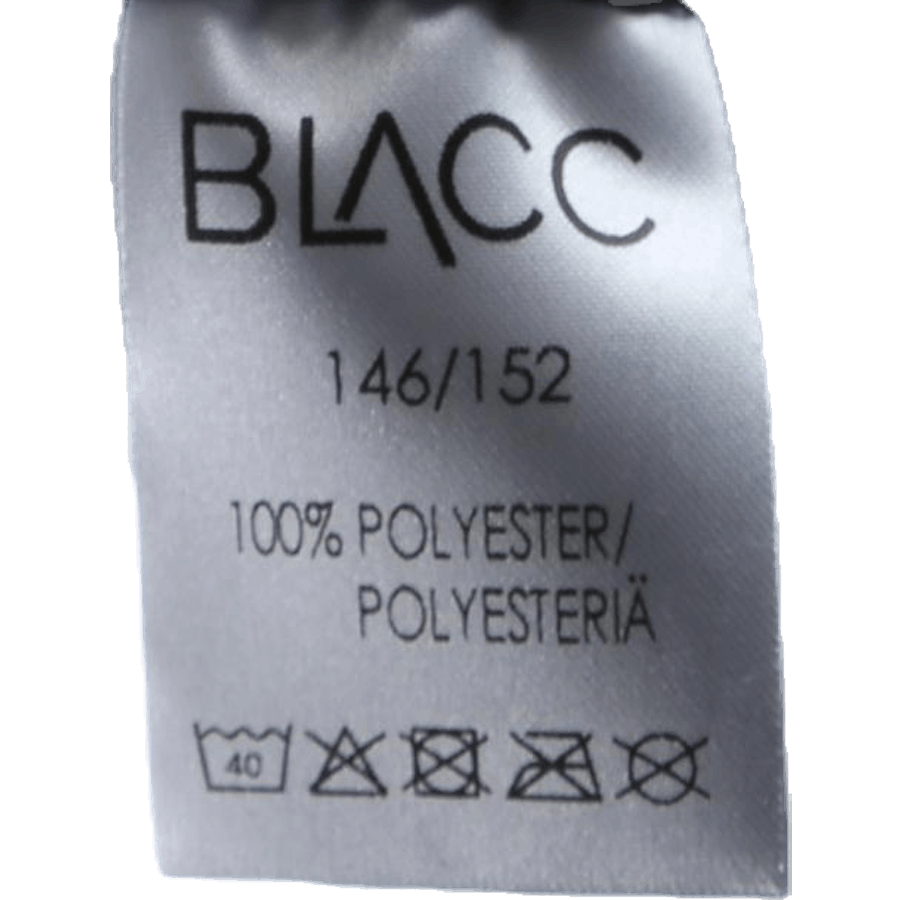 BLACC
146/152
100% POLYESTER/
POLYESTERIÄ
40